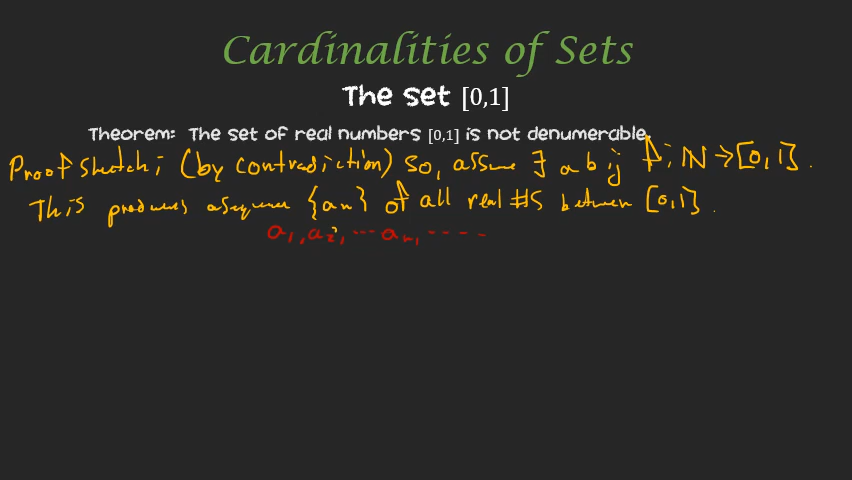 Cardinalities of Sets
The set [0,1]
Theorem: The set of real numbers [0,1] is not denumerable.
Proof Sketch: (by contradiction) So, assume ∃ a bij f: ℕ → [0,1].
This produces a sequence {an} of all real #s between [0,1].
a1, a2, ... an, ....